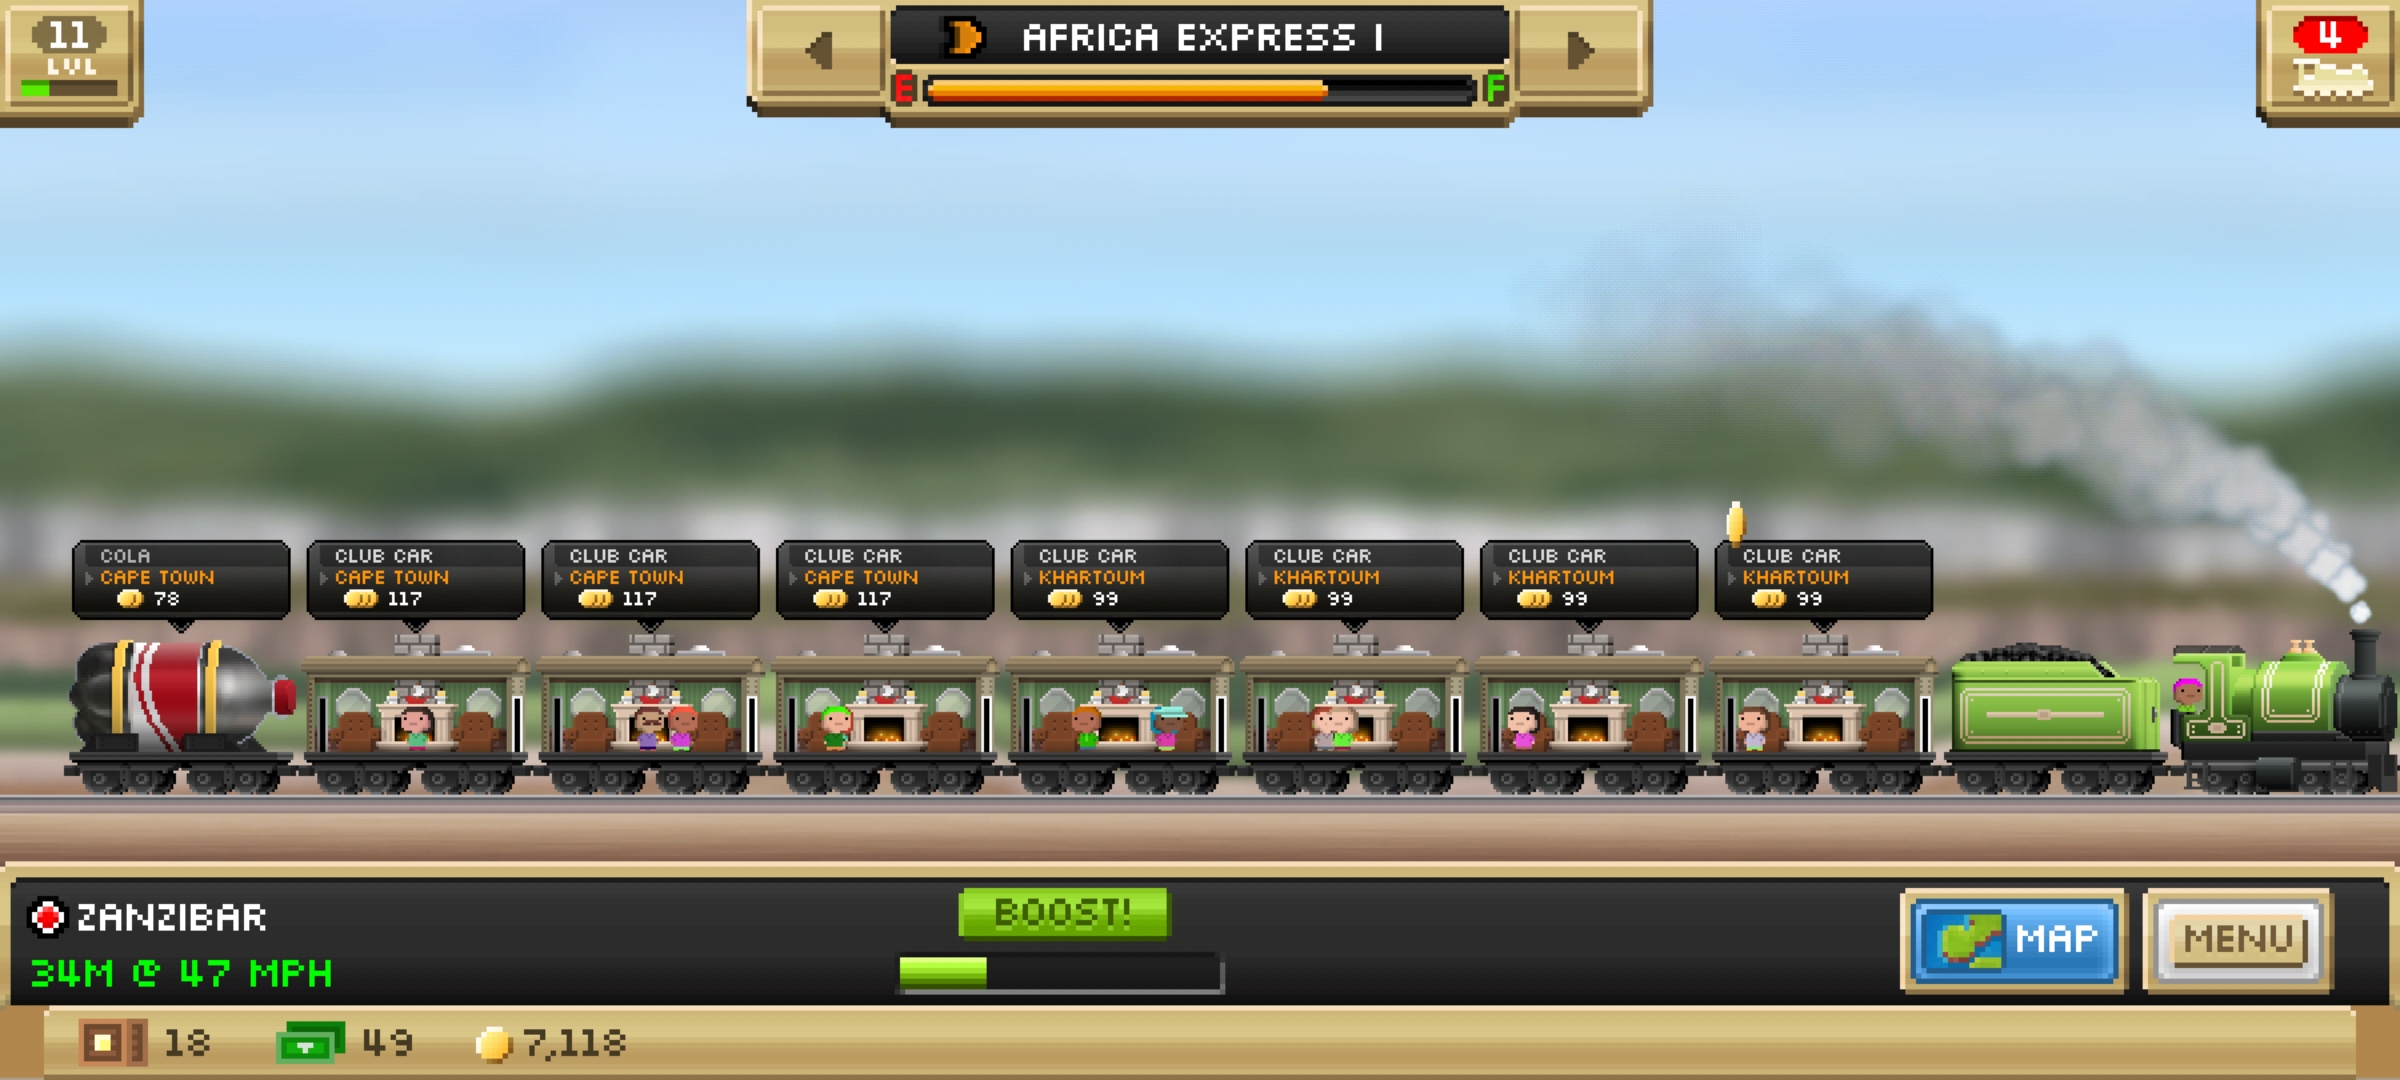 11
LVL
AFRICA EXPRESS I
E
F
4
COLA
CAPE TOWN
78
CLUB CAR
CAPE TOWN
117
CLUB CAR
CAPE TOWN
117
CLUB CAR
CAPE TOWN
117
CLUB CAR
KHARTOUM
99
CLUB CAR
KHARTOUM
99
CLUB CAR
KHARTOUM
99
CLUB CAR
KHARTOUM
99
ZANZIBAR
34M @ 47 MPH
BOOST!
MAP
MENU
18
49
7,118